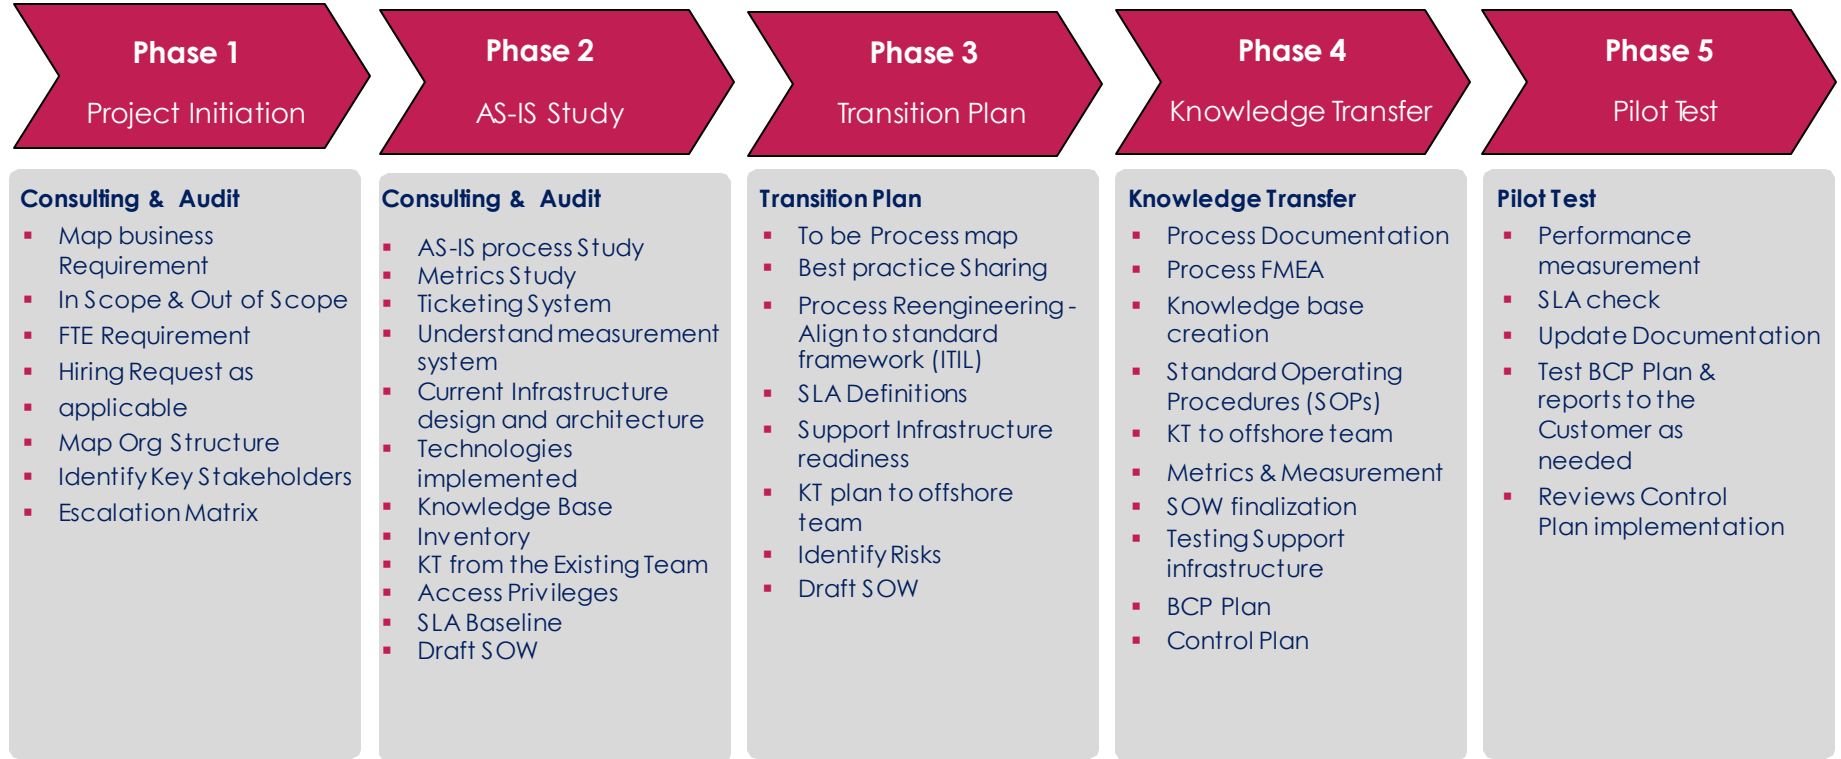 Phase 1
Project Initiation
Consulting & Audit
Map business
Requirement
In Scope & Out of Scope
FTE Requirement
Hiring Request as
applicable
Map Org Structure
Identify Key Stakeholders
Escalation Matrix
Phase 2
AS-IS Study
Consulting & Audit
AS-IS process Study
Metrics Study
Ticketing System
Understand measurement
system
Current Infrastructure
design and architecture
Technologies
implemented
Knowledge Base
Inventory
KT from the Existing Team
Access Privileges
SLA Baseline
Draft SOW
Phase 3
Transition Plan
Transition Plan
To be Process map
Best practice Sharing
Process Reengineering -
Align to standard
framework (ITIL)
SLA Definitions
Support Infrastructure
readiness
KT plan to offshore
team
Identify Risks
Draft SOW
Phase 4
Knowledge Transfer
Knowledge Transfer
Process Documentation
Process FMEA
Knowledge base
creation
Standard Operating
Procedures (SOPs)
KT to offshore team
Metrics & Measurement
SOW finalization
Testing Support
infrastructure
BCP Plan
Control Plan
Phase 5
Pilot Test
Pilot Test
Performance
measurement
SLA check
Update Documentation
Test BCP Plan &
reports to the
Customer as
needed
Reviews Control
Plan implementation